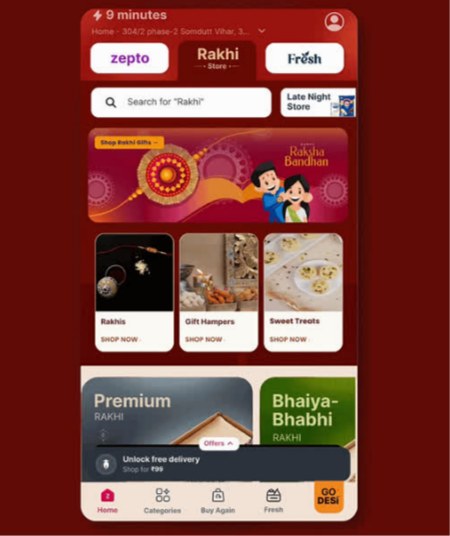 9 minutes
Home - 304/2 phase-2 Somdutt Vihar, 3...
zepto
Rakhi
Store
Fresh
Search for "Rakhi"
Late Night
Store
Shop Rakhi Gifts
Raksha
Bandhan
Rakhis
SHOP NOW
Gift Hampers
SHOP NOW
Sweet Treats
SHOP NOW
Premium
RAKHI
Bhaiya-
Bhabhi
RAKHI
Offers
Unlock free delivery
Shop for ₹99
Home
Categories
Buy Again
Fresh
GO
DESi